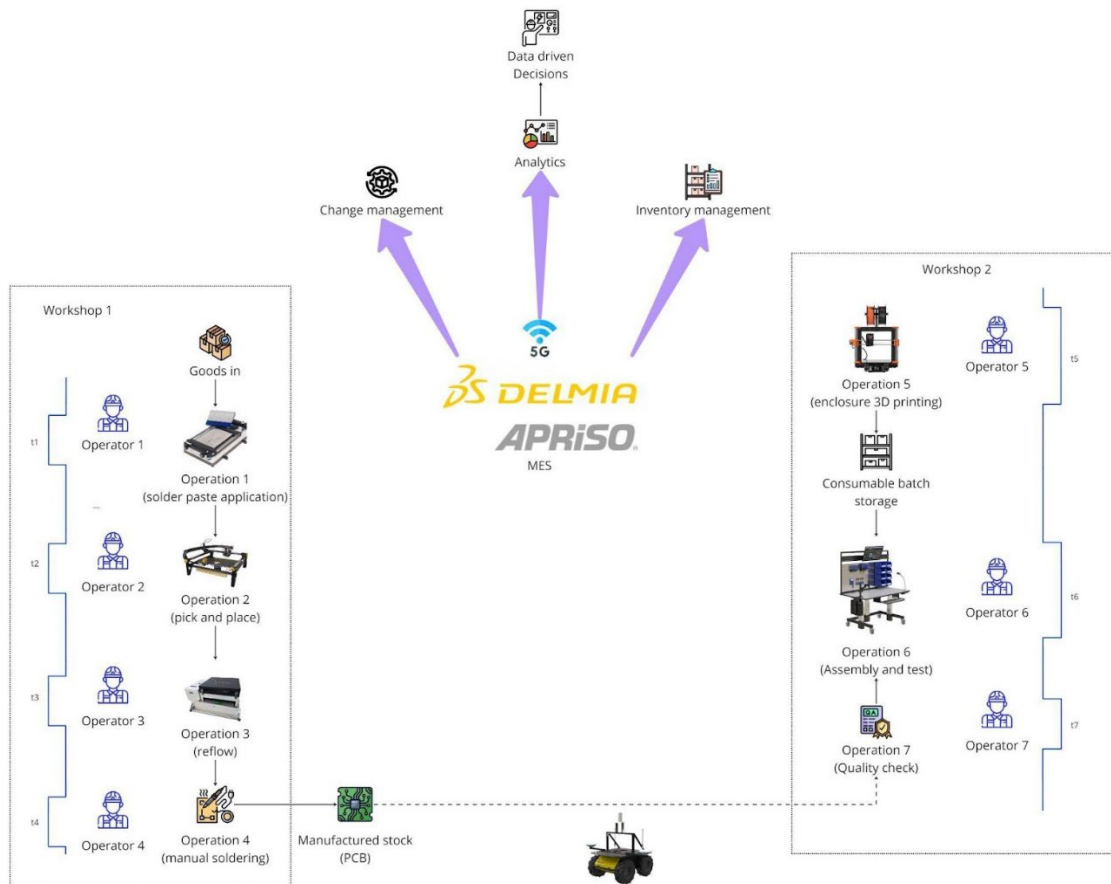 Data driven
Decisions
Analytics
Change management
Inventory management
5G
DELMIA
APRISO
MES
Workshop 1
Goods in
t1
Operator 1
Operation 1
(solder paste application)
...
t2
Operator 2
Operation 2
(pick and place)
t3
Operator 3
Operation 3
(reflow)
t4
Operator 4
Operation 4
(manual soldering)
Manufactured stock
(PCB)
Workshop 2
Operation 5
(enclosure 3D printing)
Operator 5
t5
Consumable batch
storage
Operation 6
(Assembly and test)
Operator 6
t6
QA
Operation 7
(Quality check)
Operator 7
t7